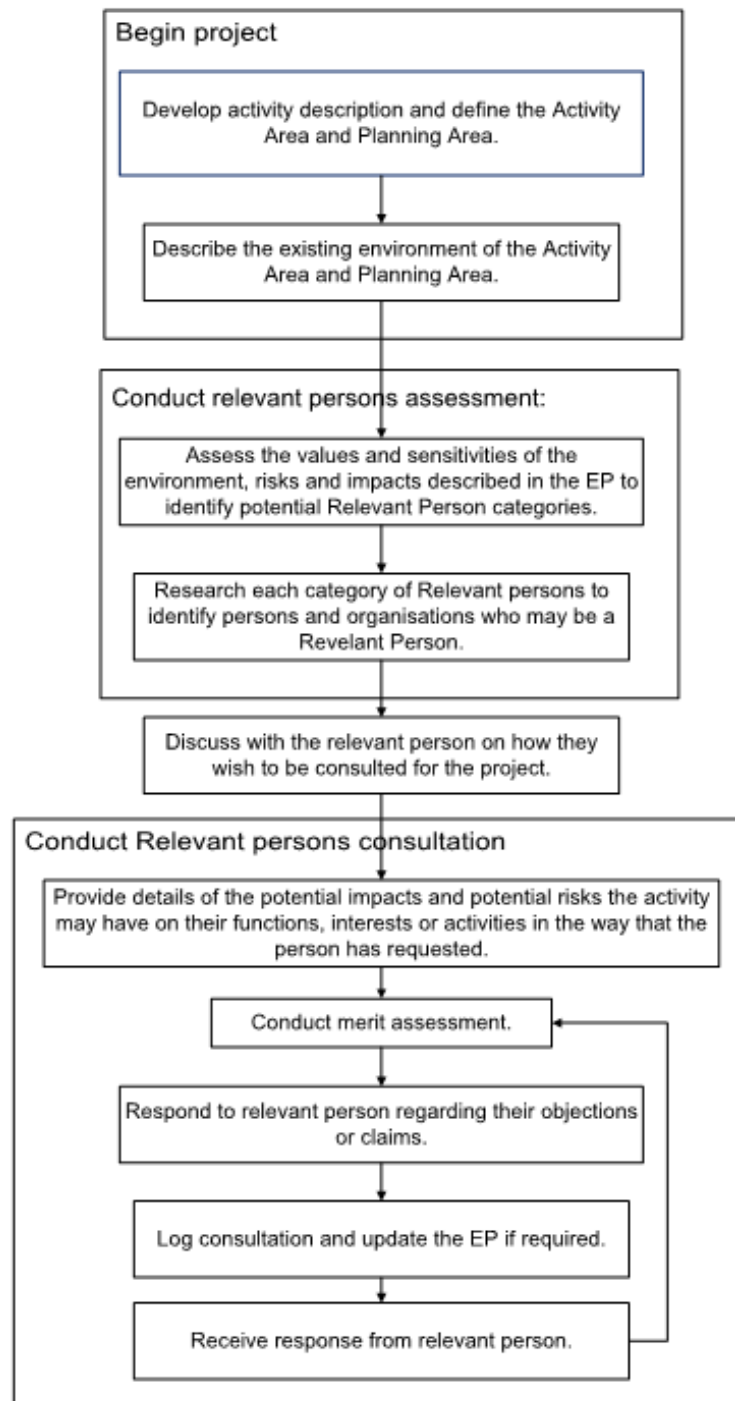 Begin project
Develop activity description and define the Activity
Area and Planning Area.
Describe the existing environment of the Activity
Area and Planning Area.
Conduct relevant persons assessment:
Assess the values and sensitivities of the
environment, risks and impacts described in the EP to
identify potential Relevant Person categories.
Research each category of Relevant persons to
identify persons and organisations who may be a
Revelant Person.
Discuss with the relevant person on how they
wish to be consulted for the project.
Conduct Relevant persons consultation
Provide details of the potential impacts and potential risks the activity
may have on their functions, interests or activities in the way that the
person has requested.
Conduct merit assessment.
Respond to relevant person regarding their objections
or claims.
Log consultation and update the EP if required.
Receive response from relevant person.